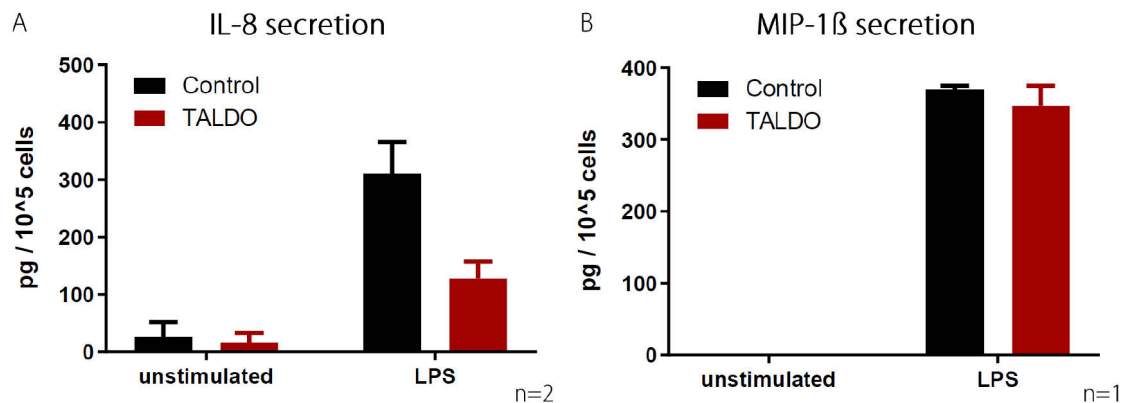 A
IL-8 secretion
500
400
300
200
100
0
pg / 10^5 cells
Control
TALDO
unstimulated
LPS
n=2
B
MIP-1ß secretion
400
300
200
100
0
pg / 10^5 cells
Control
TALDO
unstimulated
LPS
n=1